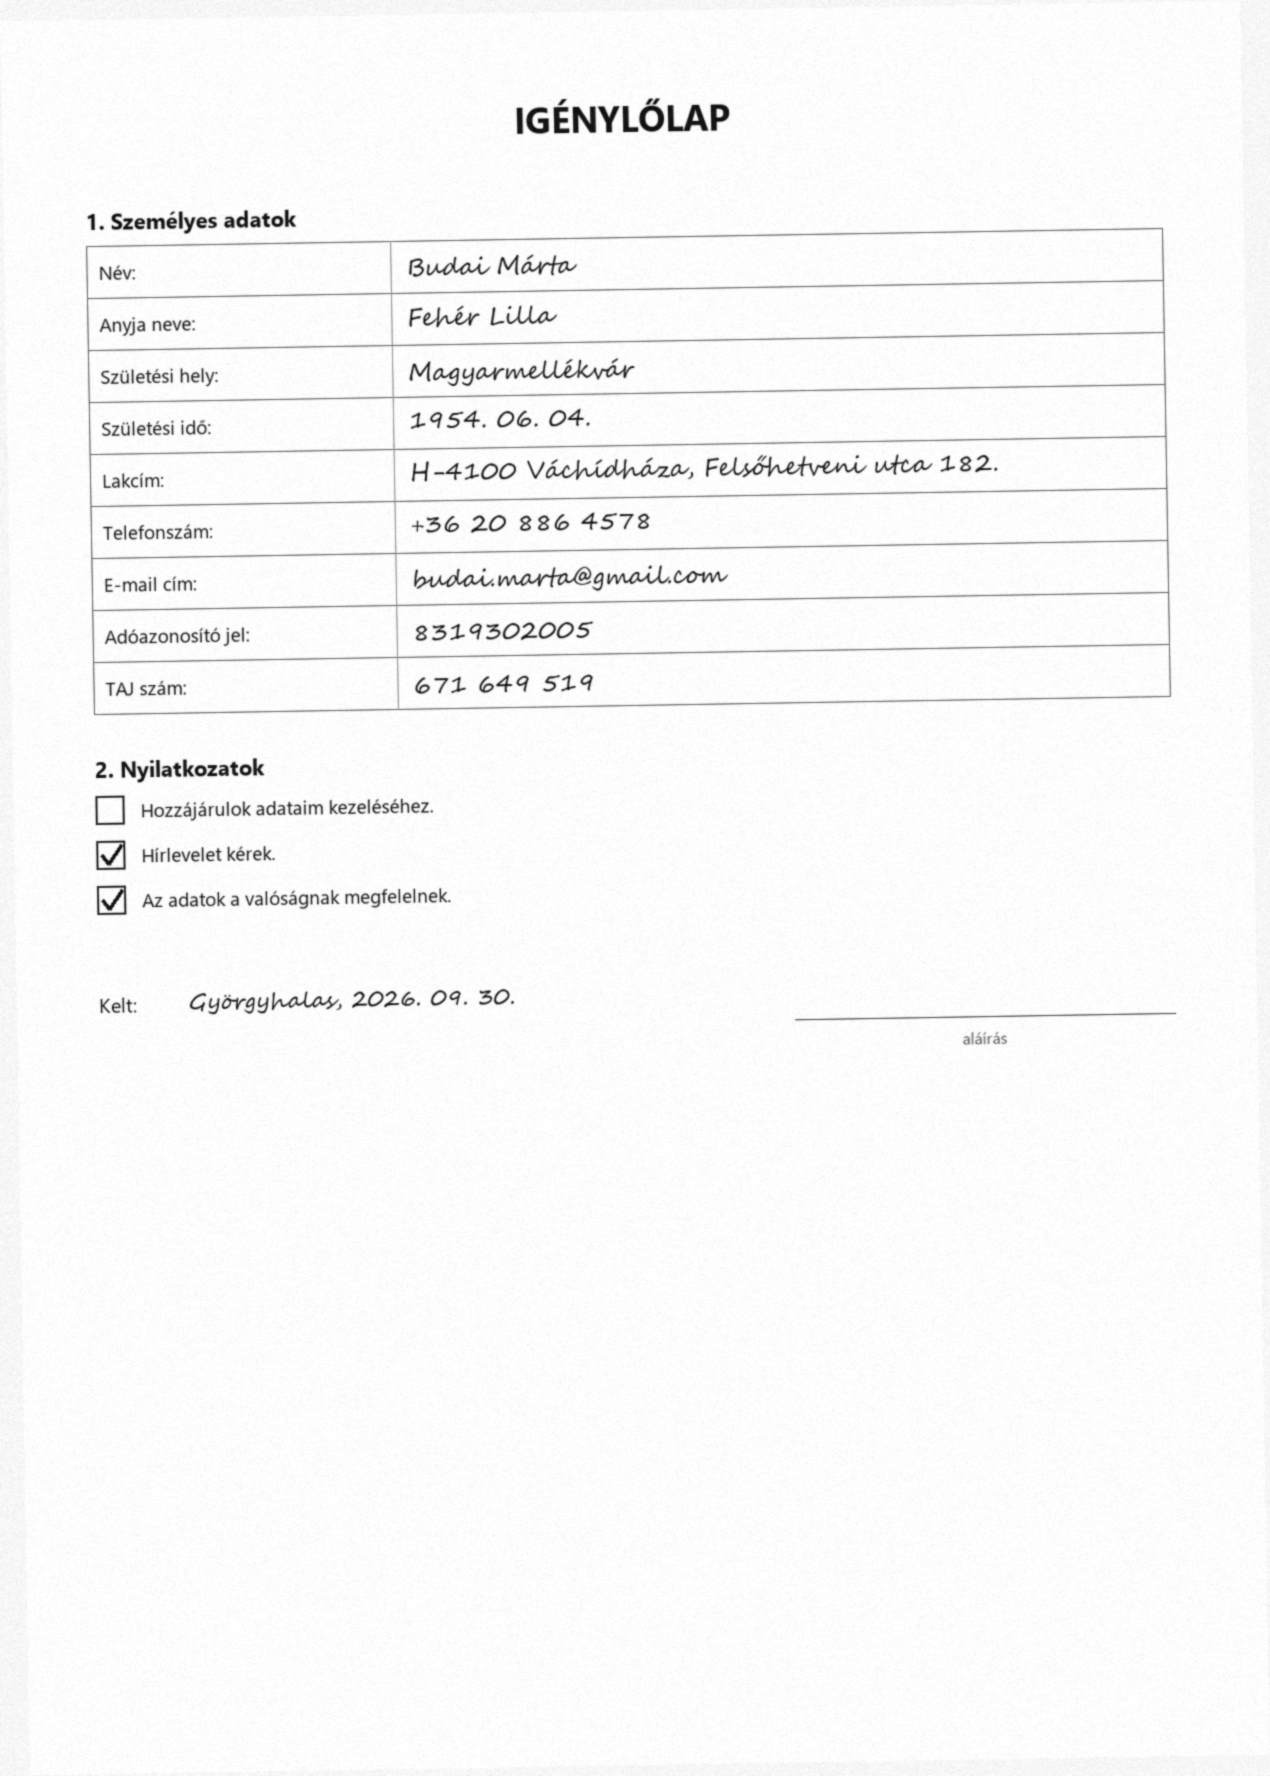 IGÉNYLŐLAP
1. Személyes adatok
Név: Budai Márta
Anyja neve: Fehér Lilla
Születési hely: Magyarmellékvár
Születési idő: 1954. 06. 04.
Lakcím: H-4100 Váchídháza, Felsőhetveni utca 182.
Telefonszám: +36 20 886 4578
E-mail cím: budai.marta@gmail.com
Adóazonosító jel: 8319302005
TAJ szám: 671 649 519
2. Nyilatkozatok
Hozzájárulok adataim kezeléséhez.
Hírlevelet kérek.
Az adatok a valóságnak megfelelnek.
Kelt: Györgyhalas, 2026. 09. 30.
aláírás